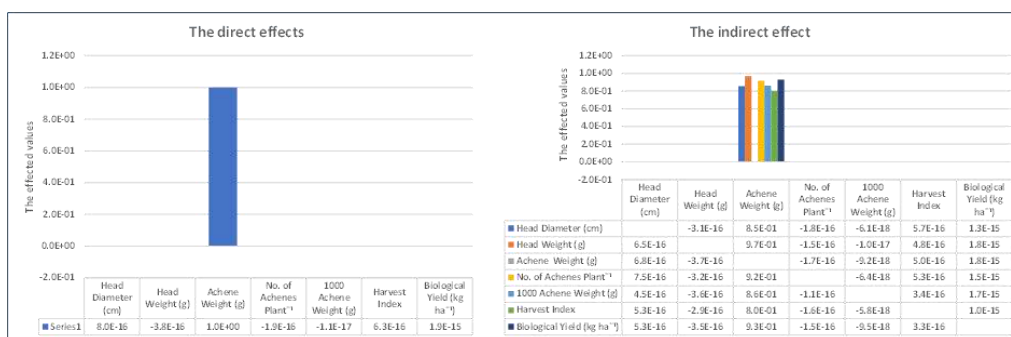 The direct effects
1.2E+00
1.0E+00
8.0E-01
6.0E-01
4.0E-01
2.0E-01
0.0E+00
-2.0E-01
The effected values
Head Diameter (cm) Head Weight (g) Achene Weight (g) No. of Achenes Plant⁻¹ 1000 Achene Weight (g) Harvest Index Biological Yield (kg ha⁻¹)
Series1 8.0E-16 -3.8E-16 1.0E+00 -1.9E-16 -1.1E-17 6.3E-16 1.9E-15
The indirect effect
1.2E+00
1.0E+00
8.0E-01
6.0E-01
4.0E-01
2.0E-01
0.0E+00
-2.0E-01
The effected values
Head Diameter (cm) Head Weight (g) Achene Weight (g) No. of Achenes Plant⁻¹ 1000 Achene Weight (g) Harvest Index Biological Yield (kg ha⁻¹)
Head Diameter (cm) -3.1E-16 8.5E-01 -1.8E-16 -6.1E-18 5.7E-16 1.3E-15
Head Weight (g) 6.5E-16 9.7E-01 -1.5E-16 -1.0E-17 4.8E-16 1.8E-15
Achene Weight (g) 6.8E-16 -3.7E-16 -1.7E-16 -9.2E-18 5.0E-16 1.8E-15
No. of Achenes Plant⁻¹ 7.5E-16 -3.2E-16 9.2E-01 -6.4E-18 5.3E-16 1.5E-15
1000 Achene Weight (g) 4.5E-16 -3.6E-16 8.6E-01 -1.1E-16 3.4E-16 1.7E-15
Harvest Index 5.3E-16 -2.9E-16 8.0E-01 -1.6E-16 -5.8E-18 1.0E-15
Biological Yield (kg ha⁻¹) 5.3E-16 -3.5E-16 9.3E-01 -1.5E-16 -9.5E-18 3.3E-16